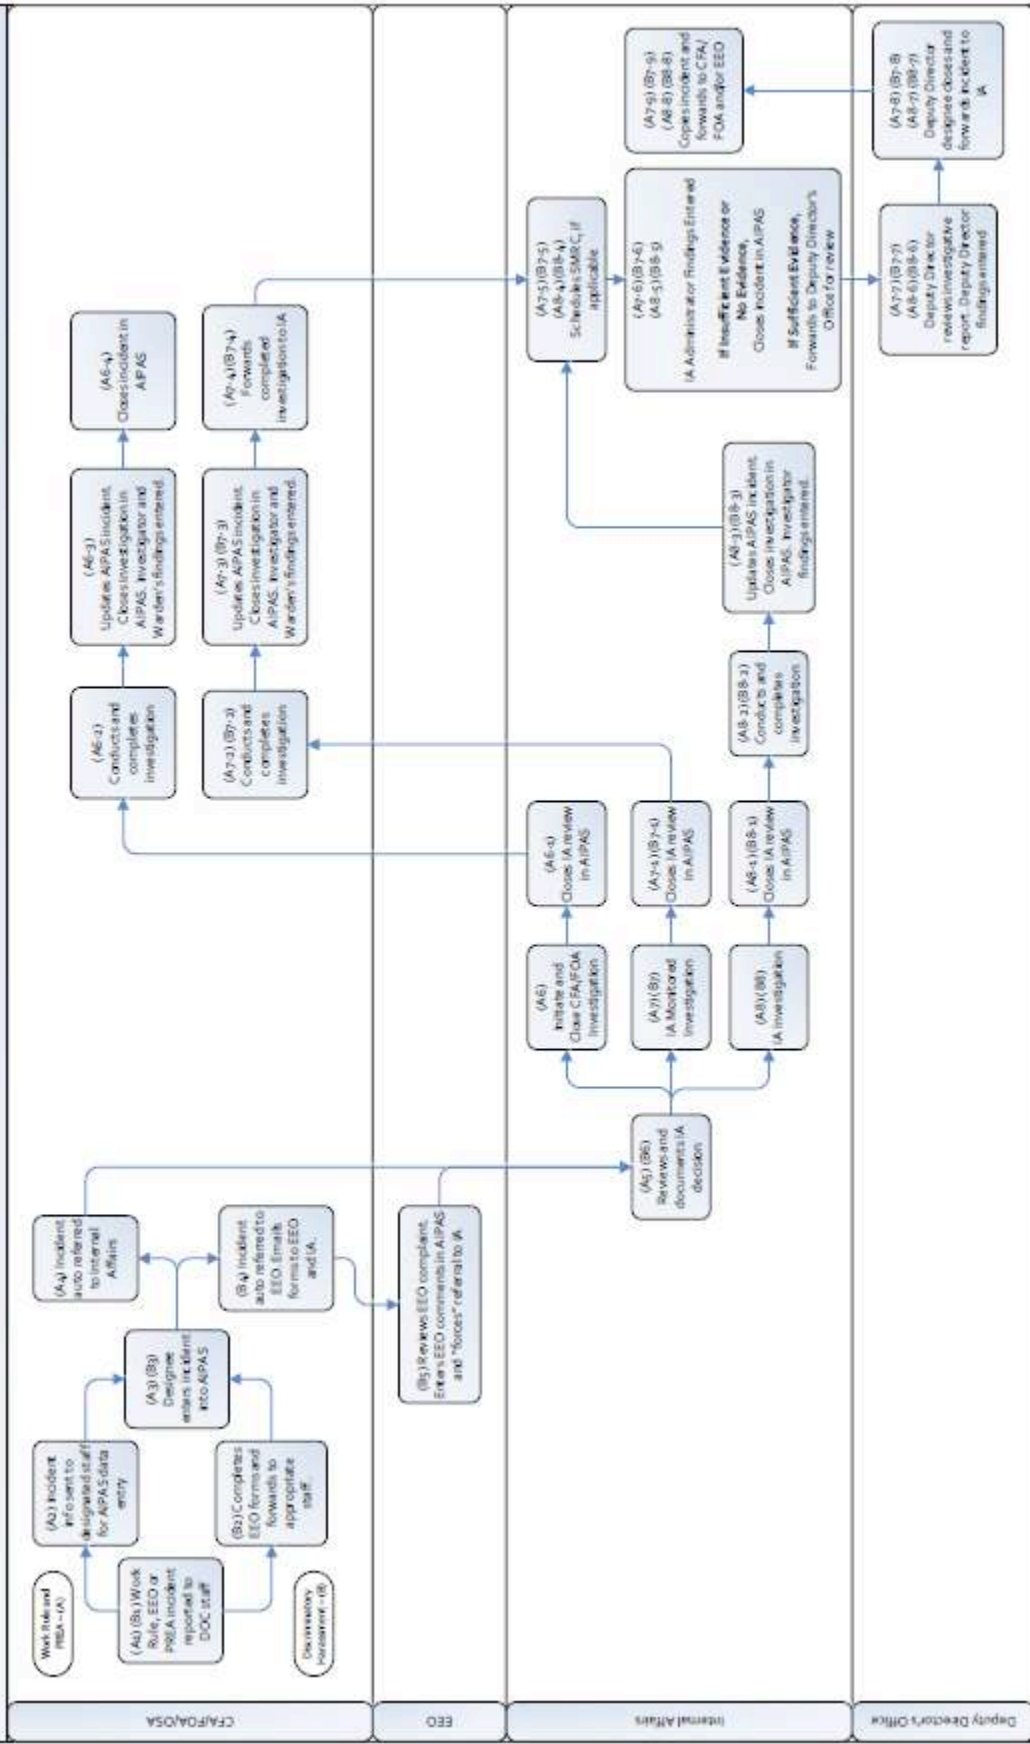 CFA/FOA/OSA
Work Rule and
PREA – (A)
Discriminatory
Harassment – (B)
(A1) (B1) Work
Rule, EEO or
PREA incident
reported to
DOC staff
(A2) Incident
info sent to
designated staff
for AIPAS data
entry
(B2) Completes
EEO forms and
forwards to
appropriate
staff.
(A3) (B3)
Designee
enters incident
into AIPAS
(A4) Incident
auto referred
to Internal
Affairs
(B4) Incident
auto referred to
EEO. Emails
forms to EEO
and IA.
(A6-2)
Conducts and
completes
investigation
(A6-3)
Updates AIPAS incident.
Closes investigation in
AIPAS. Investigator and
Warden's findings entered.
(A6-4)
Closes incident in
AIPAS
(A7-2) (B7-2)
Conducts and
completes
investigation
(A7-3) (B7-3)
Updates AIPAS incident.
Closes investigation in
AIPAS. Investigator and
Warden's findings entered.
(A7-4) (B7-4)
Forwards
completed
investigation to IA
EEO
(B5) Reviews EEO complaint.
Enters EEO comments in AIPAS
and "forces" referral to IA
Internal Affairs
(A5) (B6)
Reviews and
documents IA
decision
(A6)
Initiate and
Close CFA/FOA
Investigation
(A6-1)
Closes IA review
in AIPAS
(A7) (B7)
IA Monitored
Investigation
(A7-1) (B7-1)
Closes IA review
in AIPAS
(A8) (B8)
IA Investigation
(A8-1) (B8-1)
Closes IA review
in AIPAS
(A8-2) (B8-2)
Conducts and
completes
investigation
(A8-3) (B8-3)
Updates AIPAS incident.
Closes investigation in
AIPAS. Investigator
findings entered.
(A7-5) (B7-5)
(A8-4) (B8-4)
Schedules SMRC, if
applicable
(A7-6) (B7-6)
(A8-5) (B8-5)
IA Administrator Findings Entered
If Insufficient Evidence or
No Evidence,
Closes incident in AIPAS
If Sufficient Evidence,
Forwards to Deputy Director's
Office for review
(A7-9) (B7-9)
(A8-8) (B8-8)
Copies incident and
forwards to CFA/
FOA and/or EEO
Deputy Director's Office
(A7-7) (B7-7)
(A8-6) (B8-6)
Deputy Director
reviews investigative
report. Deputy Director
findings entered
(A7-8) (B7-8)
(A8-7) (B8-7)
Deputy Director
designee closes and
forwards incident to
IA